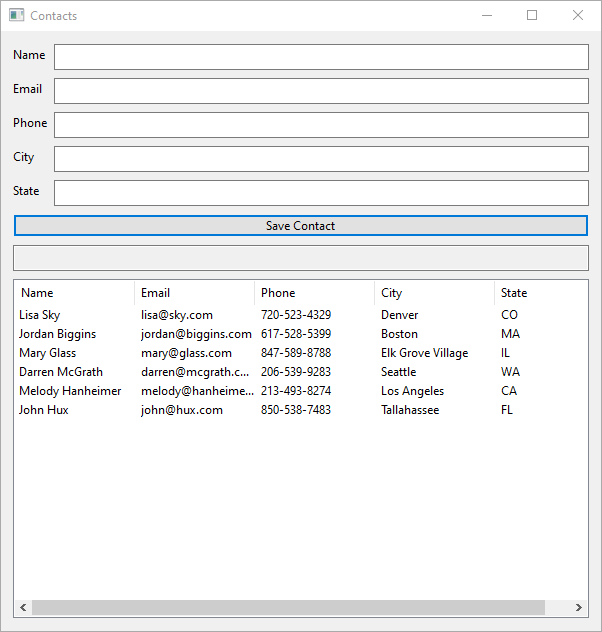 Contacts
Name
Email
Phone
City
State
Save Contact
Name Email Phone City State
Lisa Sky lisa@sky.com 720-523-4329 Denver CO
Jordan Biggins jordan@biggins.com 617-528-5399 Boston MA
Mary Glass mary@glass.com 847-589-8788 Elk Grove Village IL
Darren McGrath darren@mcgrath.c... 206-539-9283 Seattle WA
Melody Hanheimer melody@hanheime... 213-493-8274 Los Angeles CA
John Hux john@hux.com 850-538-7483 Tallahassee FL